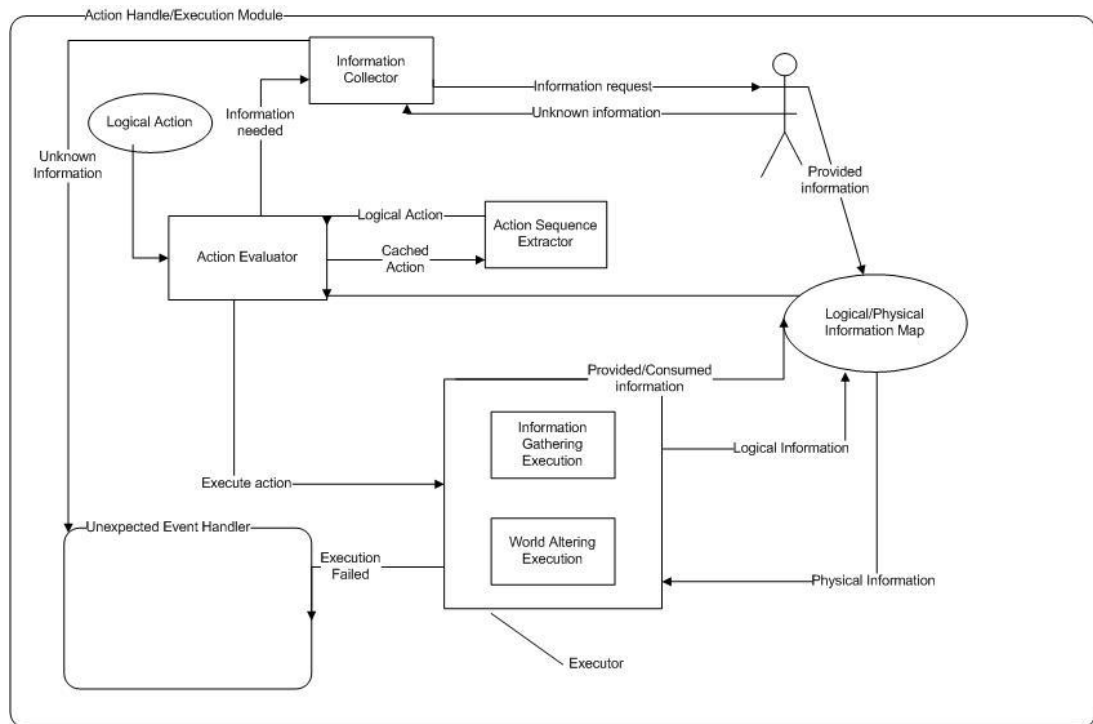 Action Handle/Execution Module
Information
Collector
Information request
Unknown information
Logical Action
Information
needed
Unknown
Information
Provided
information
Logical Action
Action Sequence
Extractor
Action Evaluator
Cached
Action
Logical/Physical
Information Map
Provided/Consumed
information
Information
Gathering
Execution
Logical Information
Execute action
Unexpected Event Handler
World Altering
Execution
Execution
Failed
Physical Information
Executor